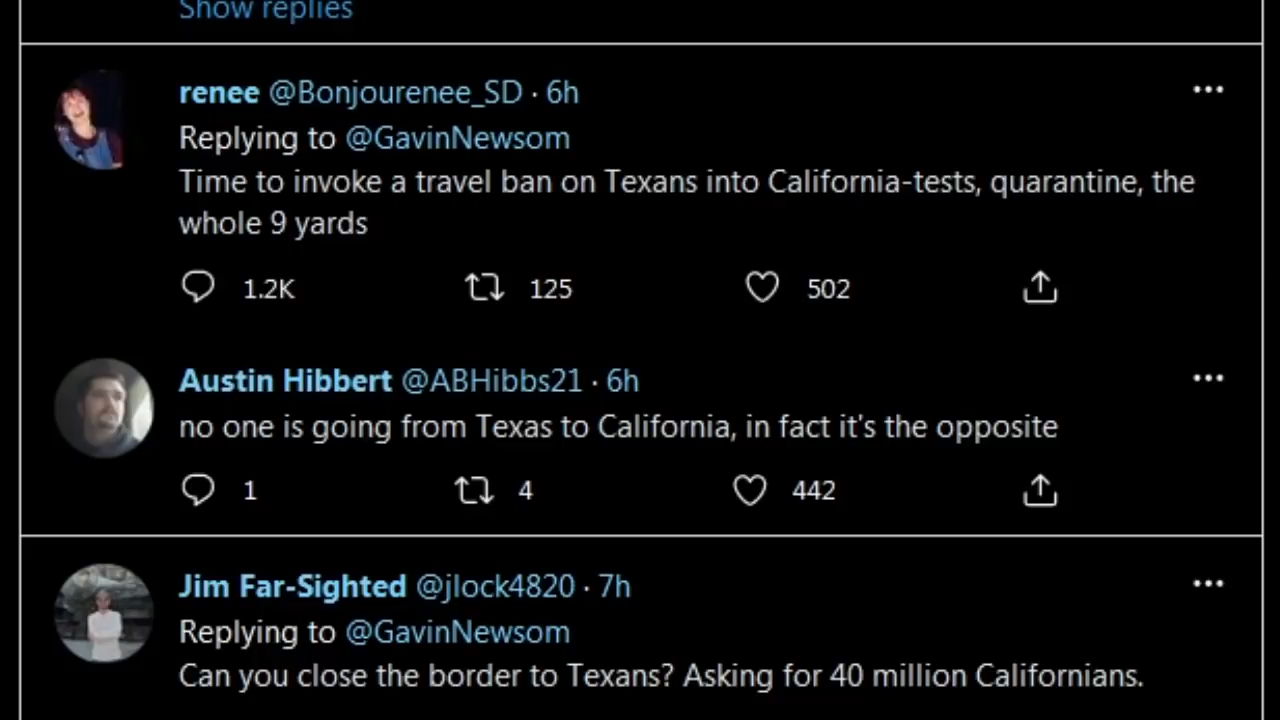 Show replies
renee @Bonjourenee_SD · 6h
Replying to @GavinNewsom
Time to invoke a travel ban on Texans into California-tests, quarantine, the
whole 9 yards
1.2K 125 502
Austin Hibbert @ABHibbs21 · 6h
no one is going from Texas to California, in fact it's the opposite
1 4 442
Jim Far-Sighted @jlock4820 · 7h
Replying to @GavinNewsom
Can you close the border to Texans? Asking for 40 million Californians.